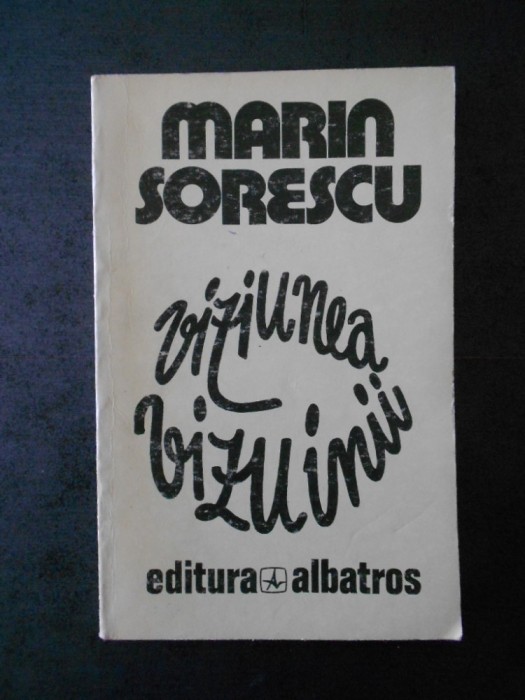 MARIN
SORESCU
viziunea
vizuinii
editura albatros